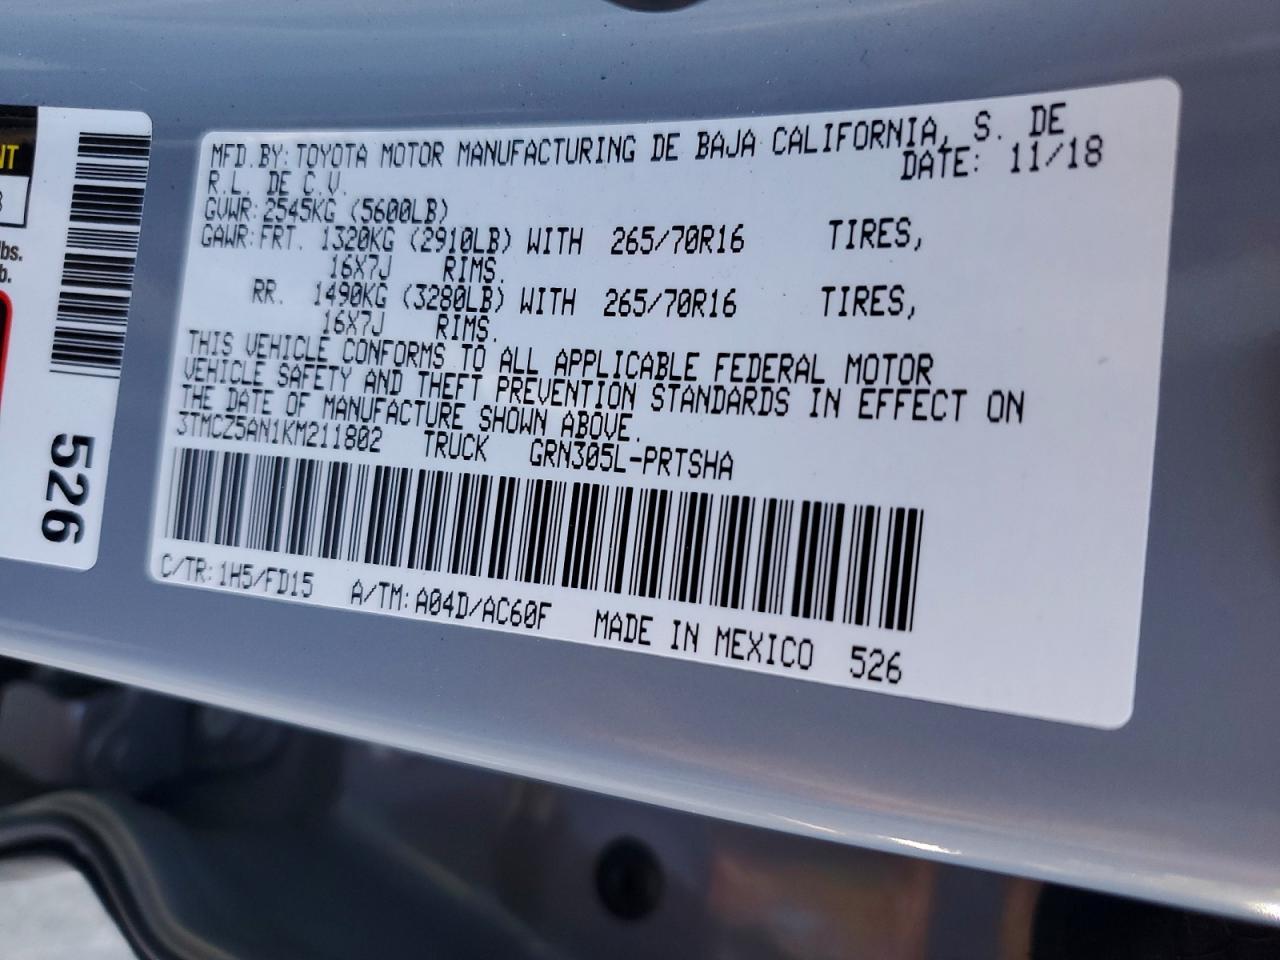 MFD. BY: TOYOTA MOTOR MANUFACTURING DE BAJA CALIFORNIA, S. DE
R.L. DE C.V. DATE: 11/18
GVWR: 2545KG (5600LB)
GAWR: FRT. 1320KG (2910LB) WITH 265/70R16 TIRES,
16X7J RIMS.
RR. 1490KG (3280LB) WITH 265/70R16 TIRES,
16X7J RIMS.
THIS VEHICLE CONFORMS TO ALL APPLICABLE FEDERAL MOTOR
VEHICLE SAFETY AND THEFT PREVENTION STANDARDS IN EFFECT ON
THE DATE OF MANUFACTURE SHOWN ABOVE.
3TMCZ5AN1KM211802 TRUCK GRN305L-PRTSHA
C/TR: 1H5/FD15 A/TM: A04D/AC60F MADE IN MEXICO 526
NT
lbs.
b.
526